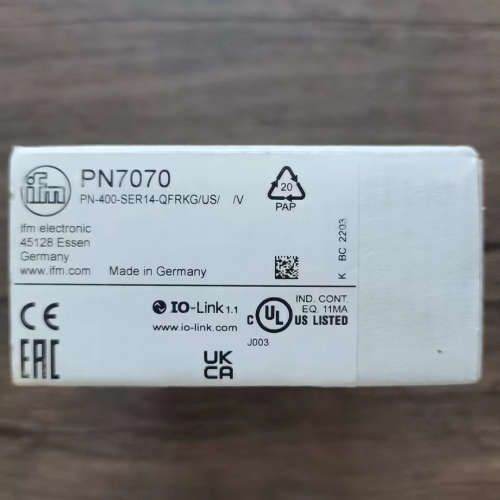 ifm
PN7070
PN-400-SER14-QFRKG/US/ /V
ifm electronic
45128 Essen
Germany
www.ifm.com
Made in Germany
20
PAP
K BC 2203
IO-Link 1.1
www.io-link.com
C UL US LISTED
IND. CONT.
EQ. 11MA
J003
CE
EAC
UK
CA